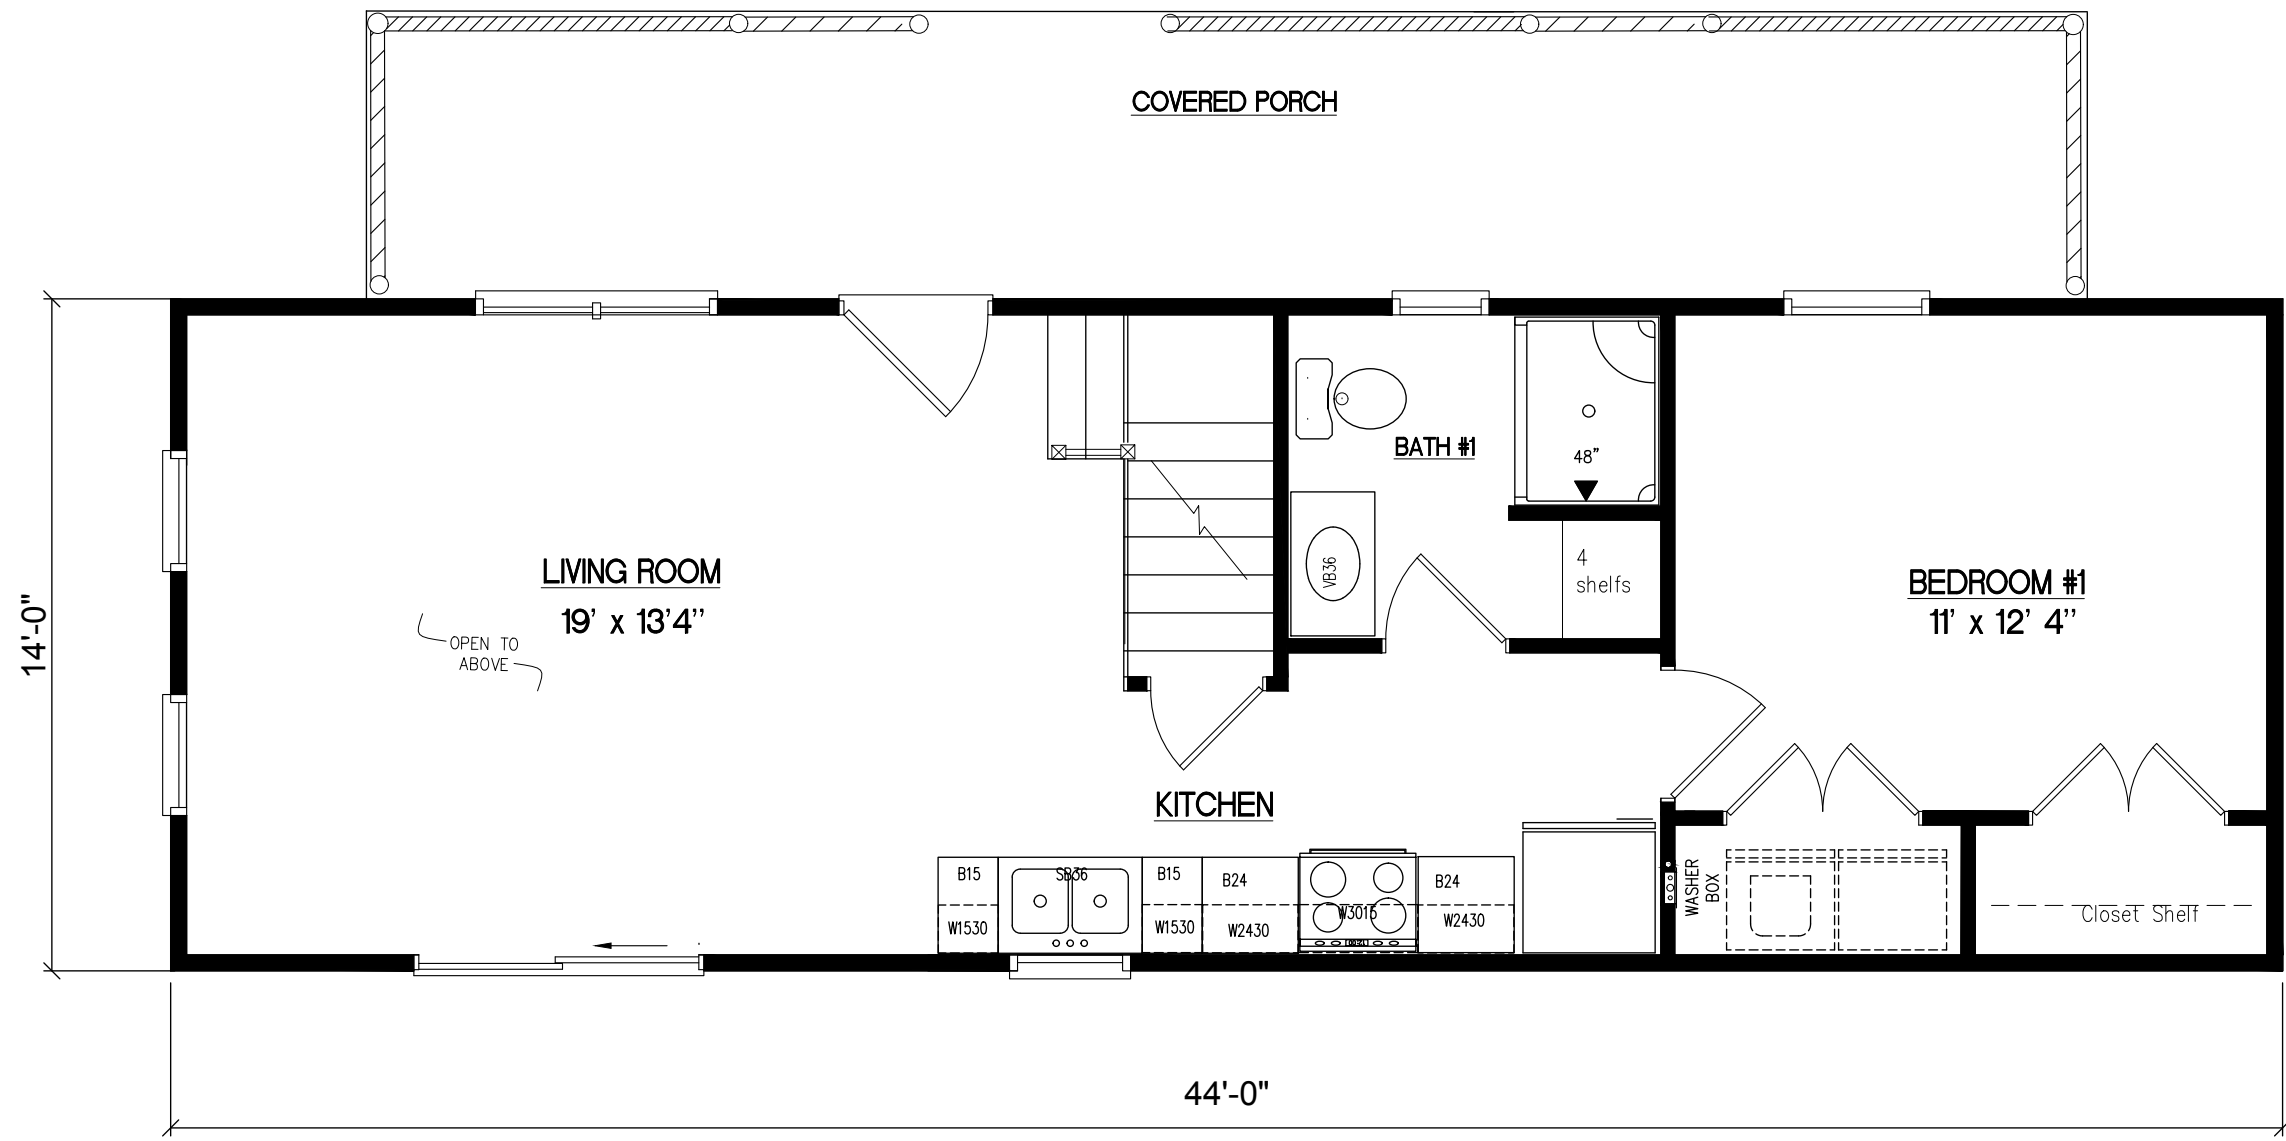 COVERED PORCH
LIVING ROOM
19' x 13'4"
OPEN TO
ABOVE
BATH #1
48"
VB36
4
shelfs
BEDROOM #1
11' x 12' 4"
14'-0"
KITCHEN
B15
SB36
B15
B24
B24
W1530
W1530
W2430
W3015
W2430
WASHER
BOX
Closet Shelf
44'-0"